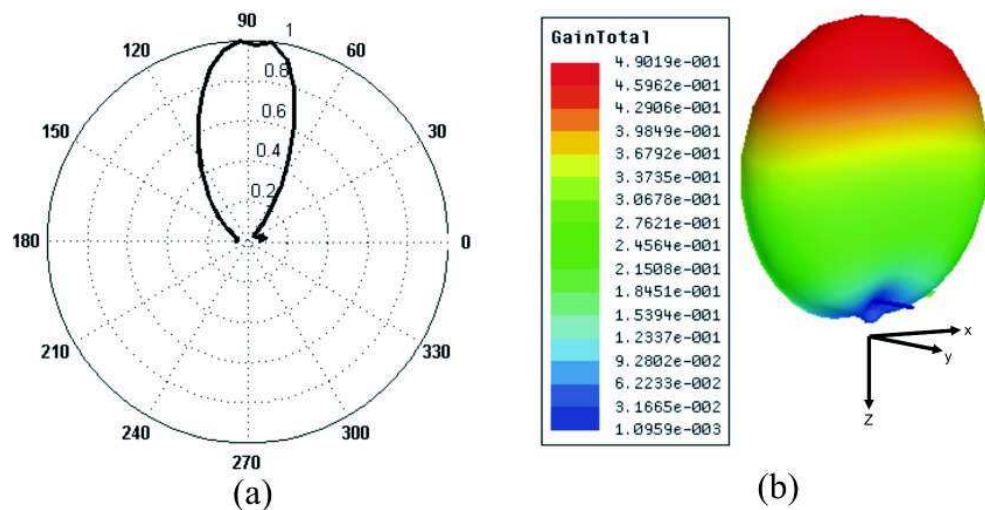 90
1
120
60
0.8
0.6
150
30
0.4
0.2
180
0
210
330
240
300
270
(a)
GainTotal
4.9019e-001
4.5962e-001
4.2906e-001
3.9849e-001
3.6792e-001
3.3735e-001
3.0678e-001
2.7621e-001
2.4564e-001
2.1508e-001
1.8451e-001
1.5394e-001
1.2337e-001
9.2802e-002
6.2233e-002
3.1665e-002
1.0959e-003
x
y
Z
(b)